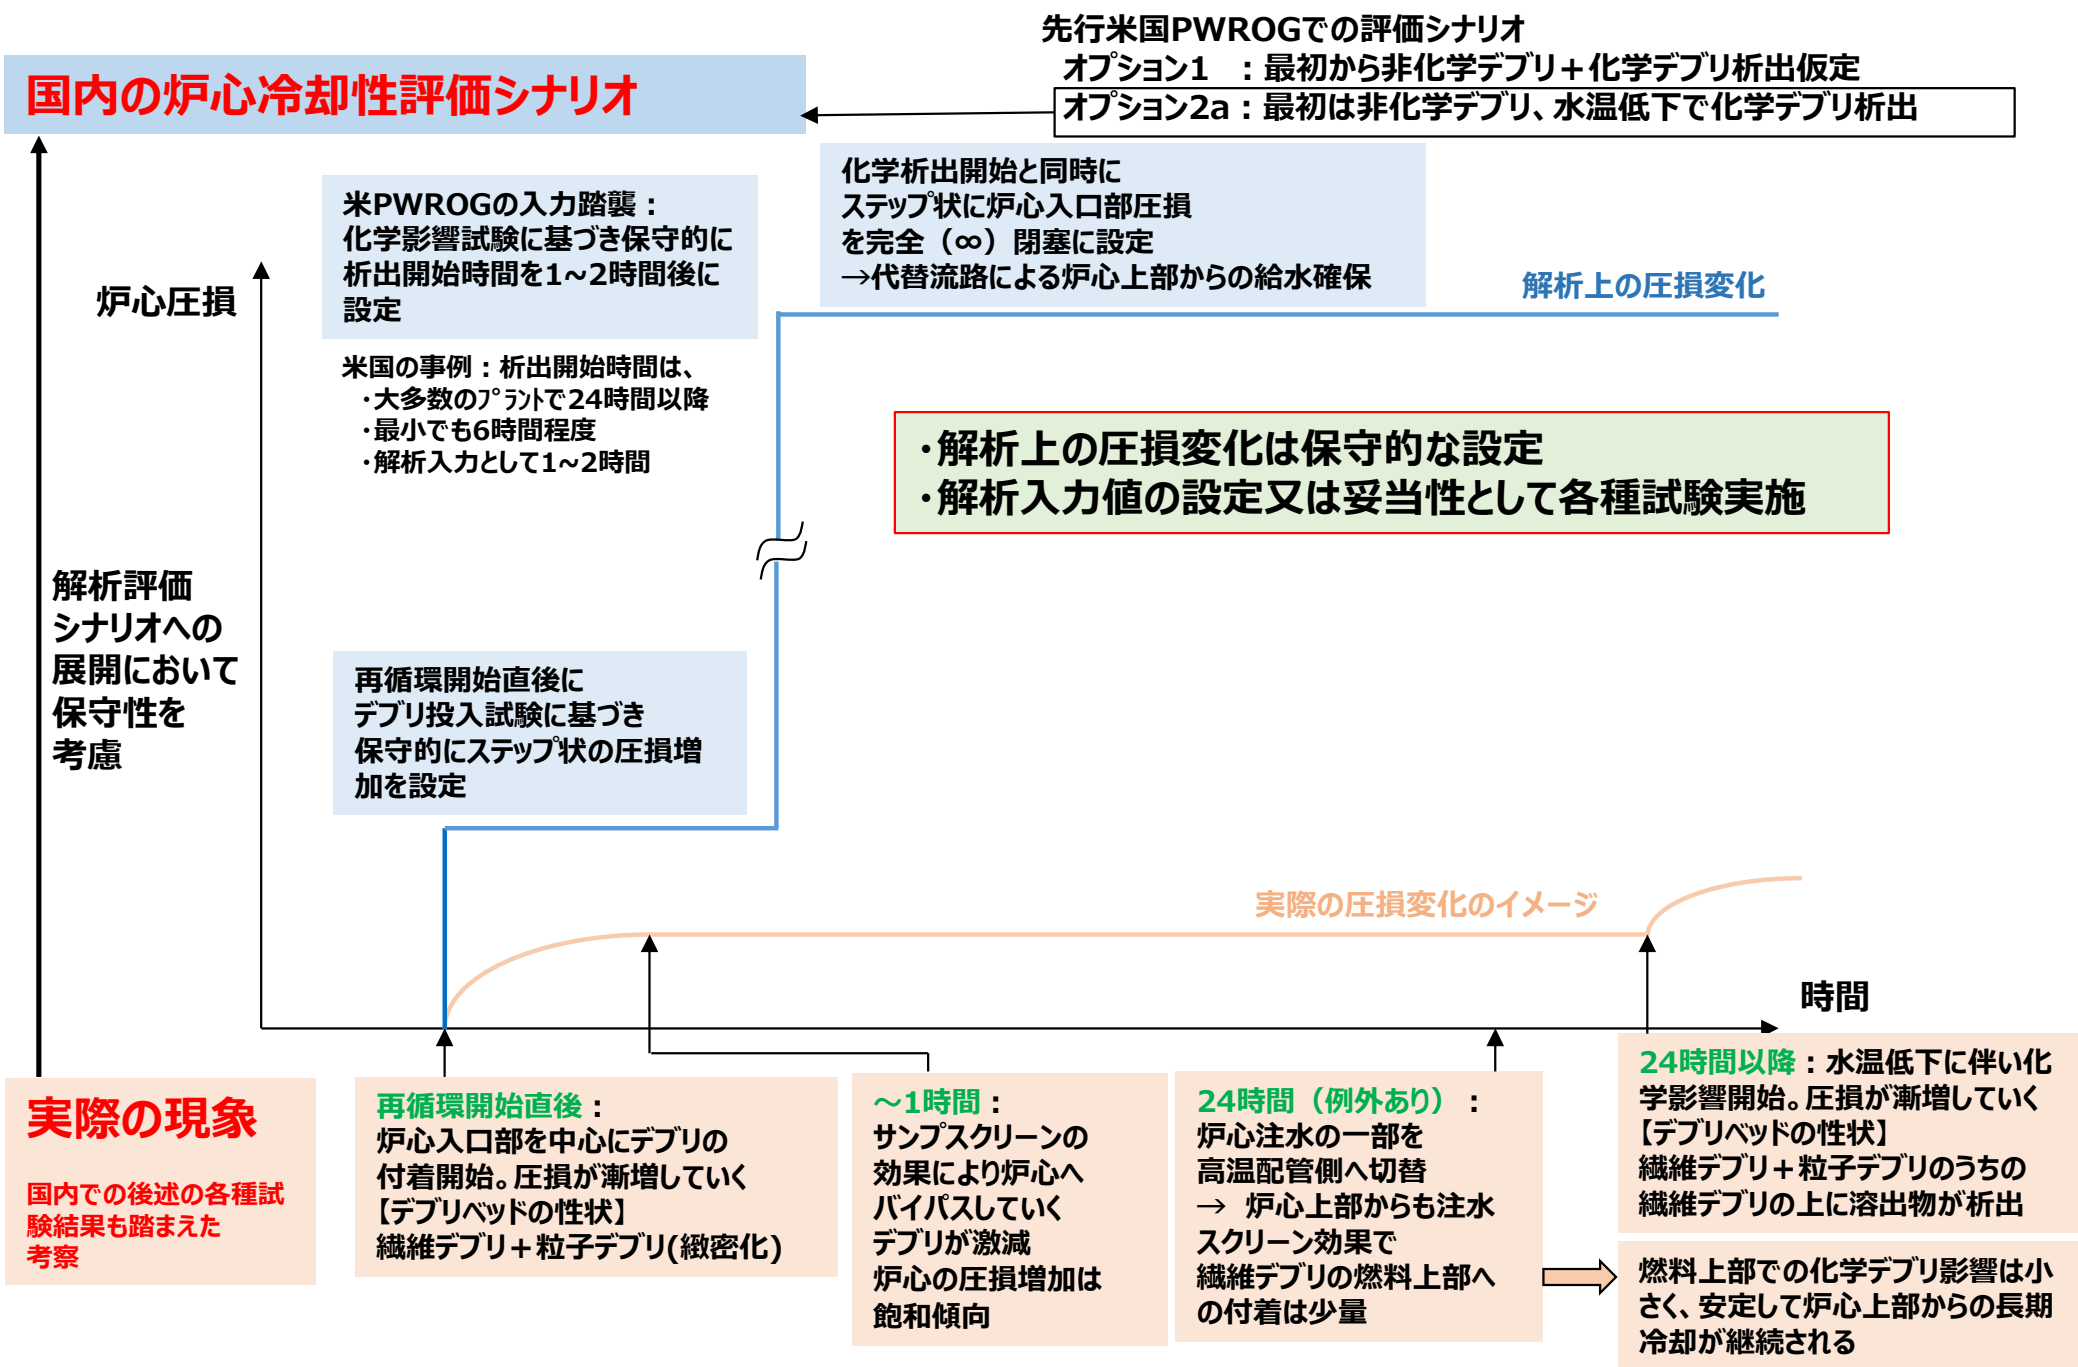 先行米国PWROGでの評価シナリオ
オプション1　：最初から非化学デブリ＋化学デブリ析出仮定
オプション2a：最初は非化学デブリ、水温低下で化学デブリ析出
国内の炉心冷却性評価シナリオ
米PWROGの入力踏襲：
化学影響試験に基づき保守的に
析出開始時間を1~2時間後に
設定
化学析出開始と同時に
ステップ状に炉心入口部圧損
を完全（∞）閉塞に設定
→代替流路による炉心上部からの給水確保
炉心圧損
解析上の圧損変化
米国の事例：析出開始時間は、
・大多数のﾌﾟﾗﾝﾄで24時間以降
・最小でも6時間程度
・解析入力として1~2時間
・解析上の圧損変化は保守的な設定
・解析入力値の設定又は妥当性として各種試験実施
解析評価
シナリオへの
展開において
保守性を
考慮
再循環開始直後に
デブリ投入試験に基づき
保守的にステップ状の圧損増
加を設定
実際の圧損変化のイメージ
時間
実際の現象
国内での後述の各種試
験結果も踏まえた
考察
再循環開始直後：
炉心入口部を中心にデブリの
付着開始。圧損が漸増していく
【デブリベッドの性状】
繊維デブリ＋粒子デブリ(緻密化)
～1時間：
サンプスクリーンの
効果により炉心へ
バイパスしていく
デブリが激減
炉心の圧損増加は
飽和傾向
24時間（例外あり）：
炉心注水の一部を
高温配管側へ切替
→ 炉心上部からも注水
スクリーン効果で
繊維デブリの燃料上部へ
の付着は少量
24時間以降：水温低下に伴い化
学影響開始。圧損が漸増していく
【デブリベッドの性状】
繊維デブリ＋粒子デブリのうちの
繊維デブリの上に溶出物が析出
燃料上部での化学デブリ影響は小
さく、安定して炉心上部からの長期
冷却が継続される